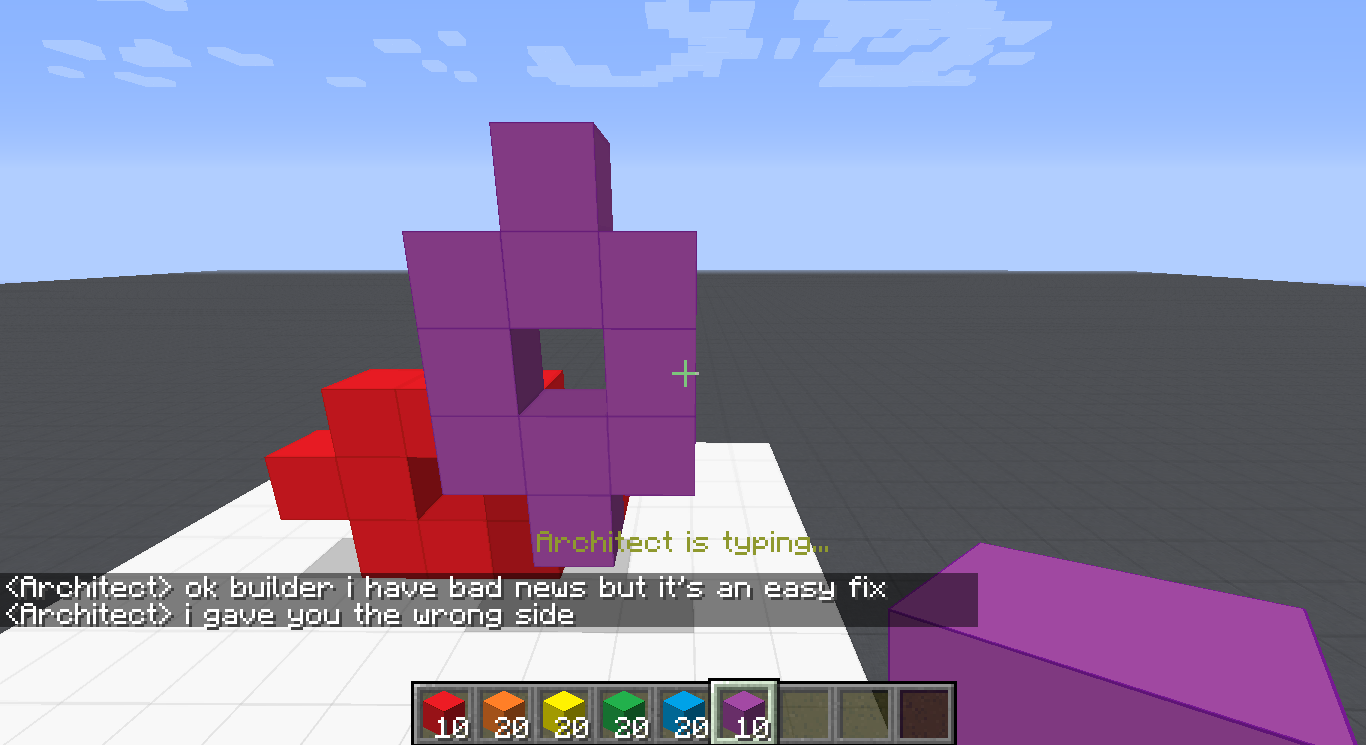 Architect is typing...
<Architect> ok builder i have bad news but it's an easy fix
<Architect> i gave you the wrong side
10 20 20 20 20 10